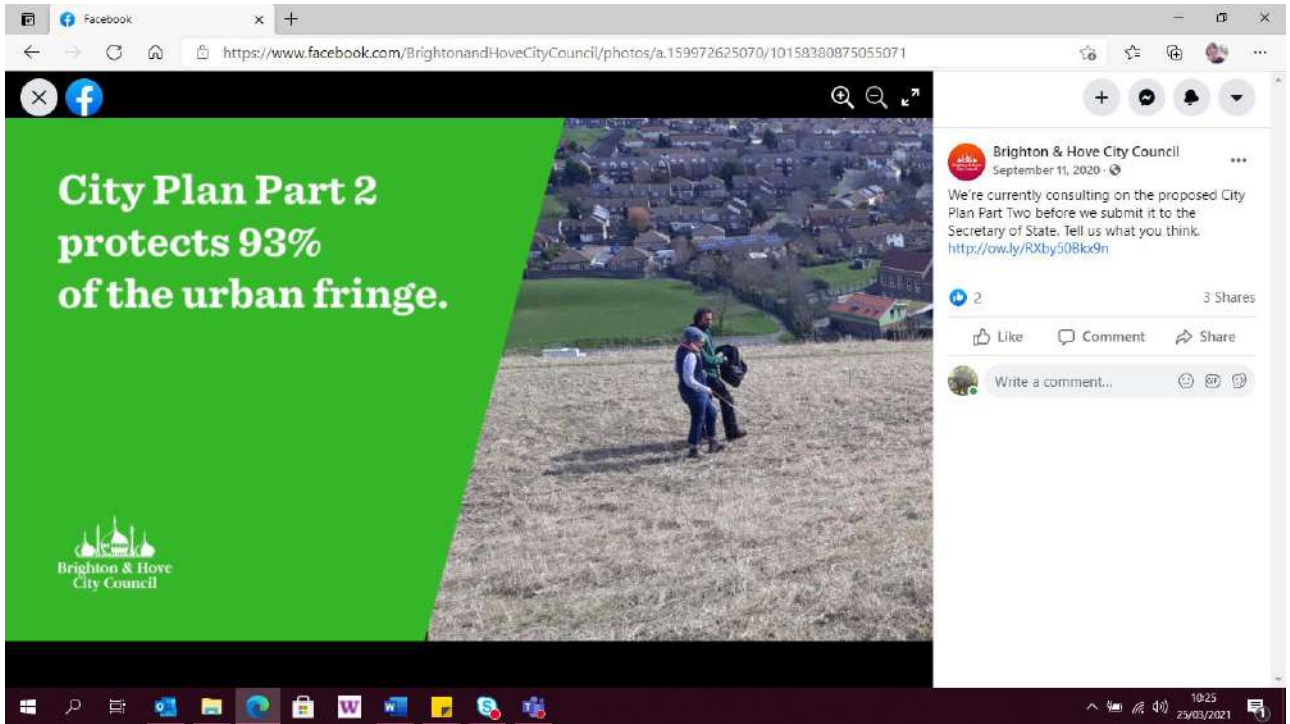 Facebook
https://www.facebook.com/BrightonandHoveCityCouncil/photos/a.159972625070/10158380875055071
City Plan Part 2
protects 93%
of the urban fringe.
Brighton & Hove
City Council
Brighton & Hove City Council
September 11, 2020
We're currently consulting on the proposed City
Plan Part Two before we submit it to the
Secretary of State. Tell us what you think.
http://ow.ly/RXby50Bkx9n
2
3 Shares
Like Comment Share
Write a comment...
GIF
10:25
25/03/2021